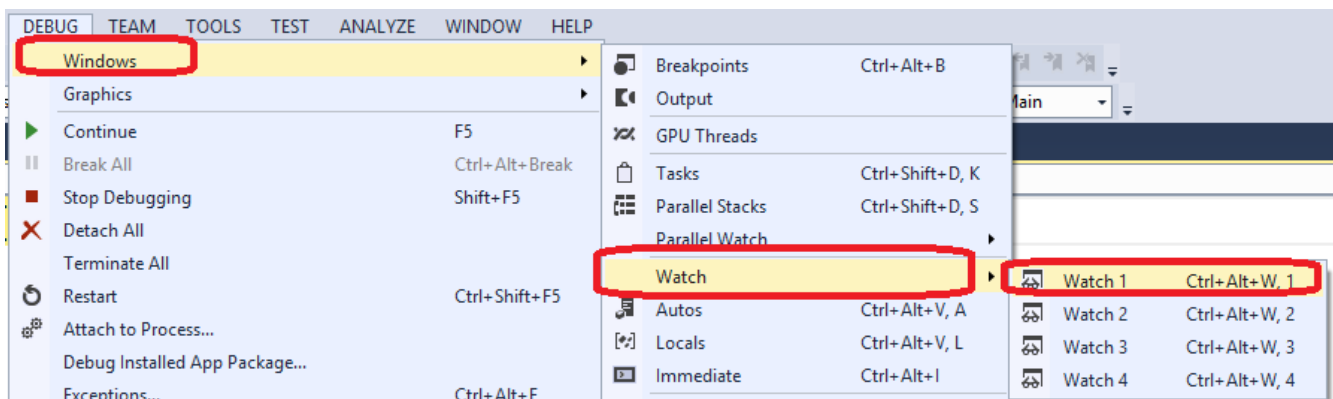 DEBUG TEAM TOOLS TEST ANALYZE WINDOW HELP
Windows
Graphics
Continue F5
Break All Ctrl+Alt+Break
Stop Debugging Shift+F5
Detach All
Terminate All
Restart Ctrl+Shift+F5
Attach to Process...
Debug Installed App Package...
Exceptions... Ctrl+Alt+E
Breakpoints Ctrl+Alt+B
Output
GPU Threads
Tasks Ctrl+Shift+D, K
Parallel Stacks Ctrl+Shift+D, S
Parallel Watch
Watch
Autos Ctrl+Alt+V, A
Locals Ctrl+Alt+V, L
Immediate Ctrl+Alt+I
Watch 1 Ctrl+Alt+W, 1
Watch 2 Ctrl+Alt+W, 2
Watch 3 Ctrl+Alt+W, 3
Watch 4 Ctrl+Alt+W, 4